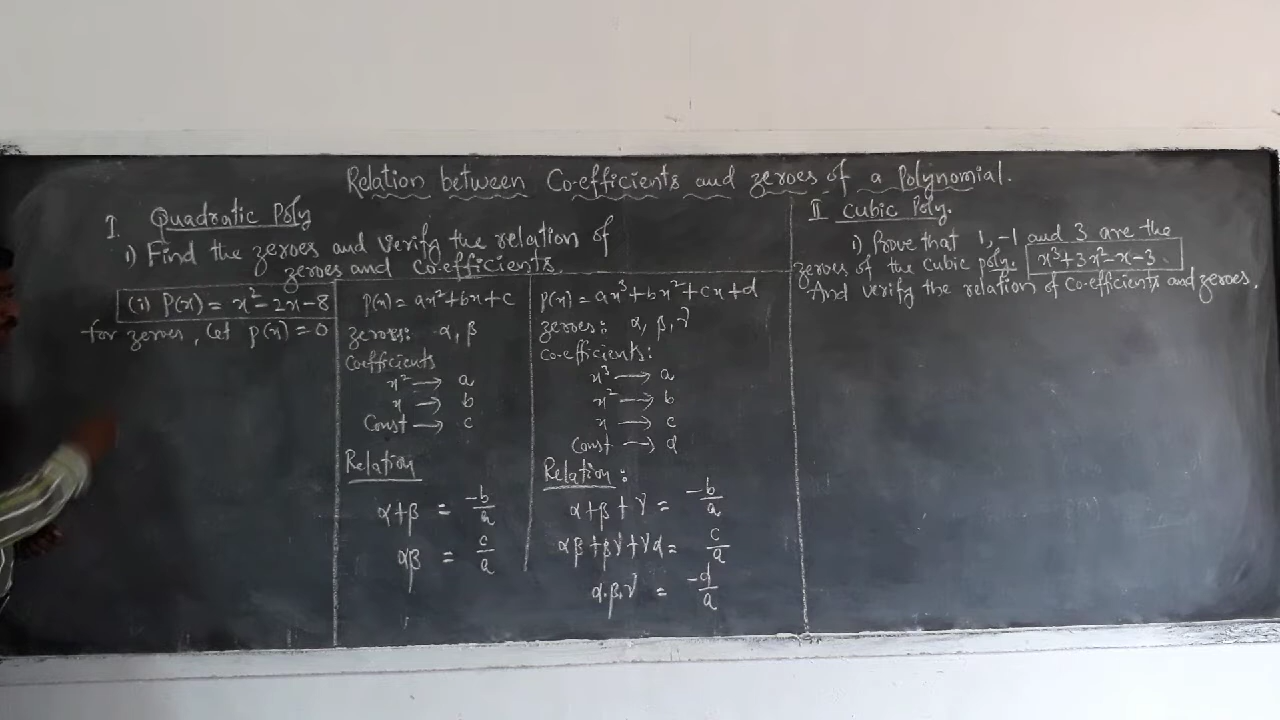 Relation between Co-efficients and zeroes of a Polynomial.
I. Quadratic Poly
1) Find the zeroes and verify the relation of
zeroes and co-efficients.
(i) P(x) = x² - 2x - 8
for zeroes, let p(x) = 0
p(x) = ax² + bx + c
zeroes: α, β
Coefficients
x² → a
x → b
Const → c
Relation
α+β = -b/a
αβ = c/a
p(x) = ax³ + bx² + cx + d
zeroes: α, β, γ
co-efficients:
x³ → a
x² → b
x → c
Const → d
Relation:
α+β+γ = -b/a
αβ+βγ+γα = c/a
α.β.γ = -d/a
II Cubic Poly.
1) Prove that 1, -1 and 3 are the
zeroes of the cubic poly. x³+3x²-x-3.
And verify the relation of co-efficients and zeroes.